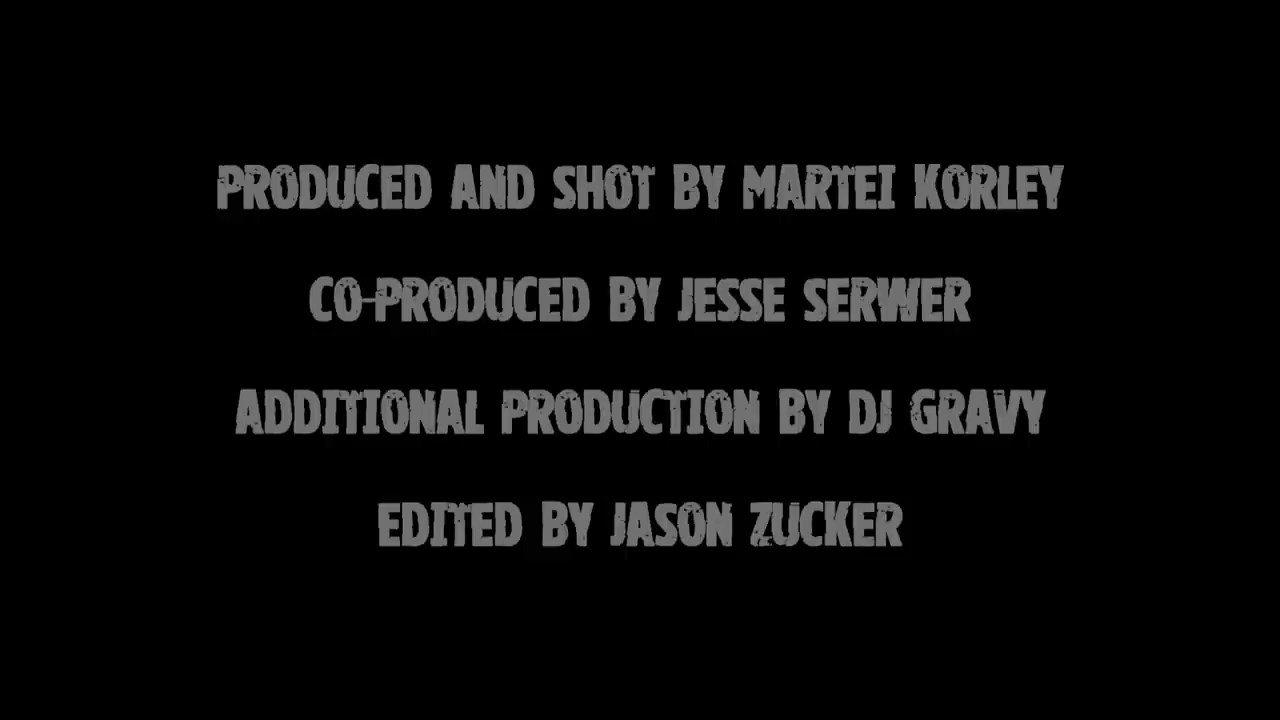 PRODUCED AND SHOT BY MARTEI KORLEY
CO-PRODUCED BY JESSE SERWER
ADDITIONAL PRODUCTION BY DJ GRAVY
EDITED BY JASON ZUCKER